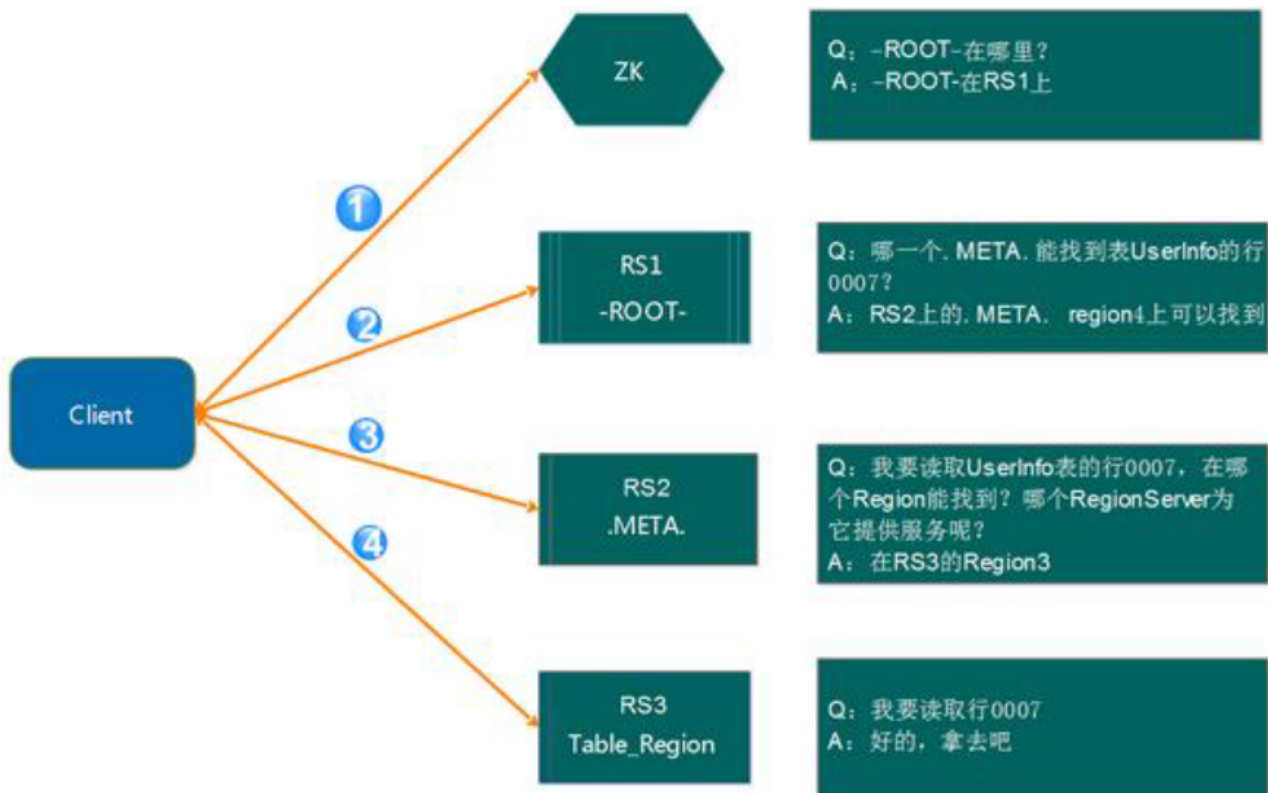 ZK
Q：-ROOT-在哪里？
A：-ROOT-在RS1上
1
RS1
-ROOT-
Q：哪一个.META.能找到表UserInfo的行
0007？
A：RS2上的.META. region4上可以找到
2
Client
3
RS2
.META.
Q：我要读取UserInfo表的行0007，在哪
个Region能找到？哪个RegionServer为
它提供服务呢？
A：在RS3的Region3
4
RS3
Table_Region
Q：我要读取行0007
A：好的，拿去吧